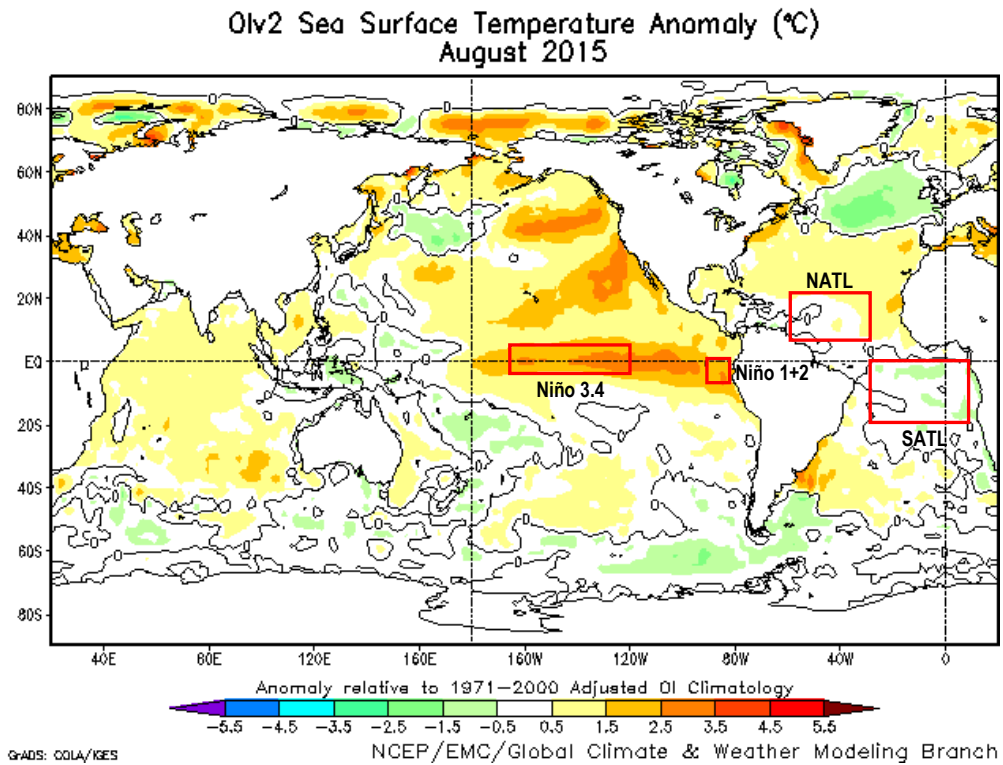 OIv2 Sea Surface Temperature Anomaly (°C)
August 2015
80N
60N
40N
20N
EQ
20S
40S
60S
80S
NATL
Niño 3.4
Niño 1+2
SATL
0
40E 80E 120E 160E 160W 120W 80W 40W 0
Anomaly relative to 1971-2000 Adjusted OI Climatology
-5.5 -4.5 -3.5 -2.5 -1.5 -0.5 0.5 1.5 2.5 3.5 4.5 5.5
GrADS: COLA/IGES
NCEP/EMC/Global Climate & Weather Modeling Branch